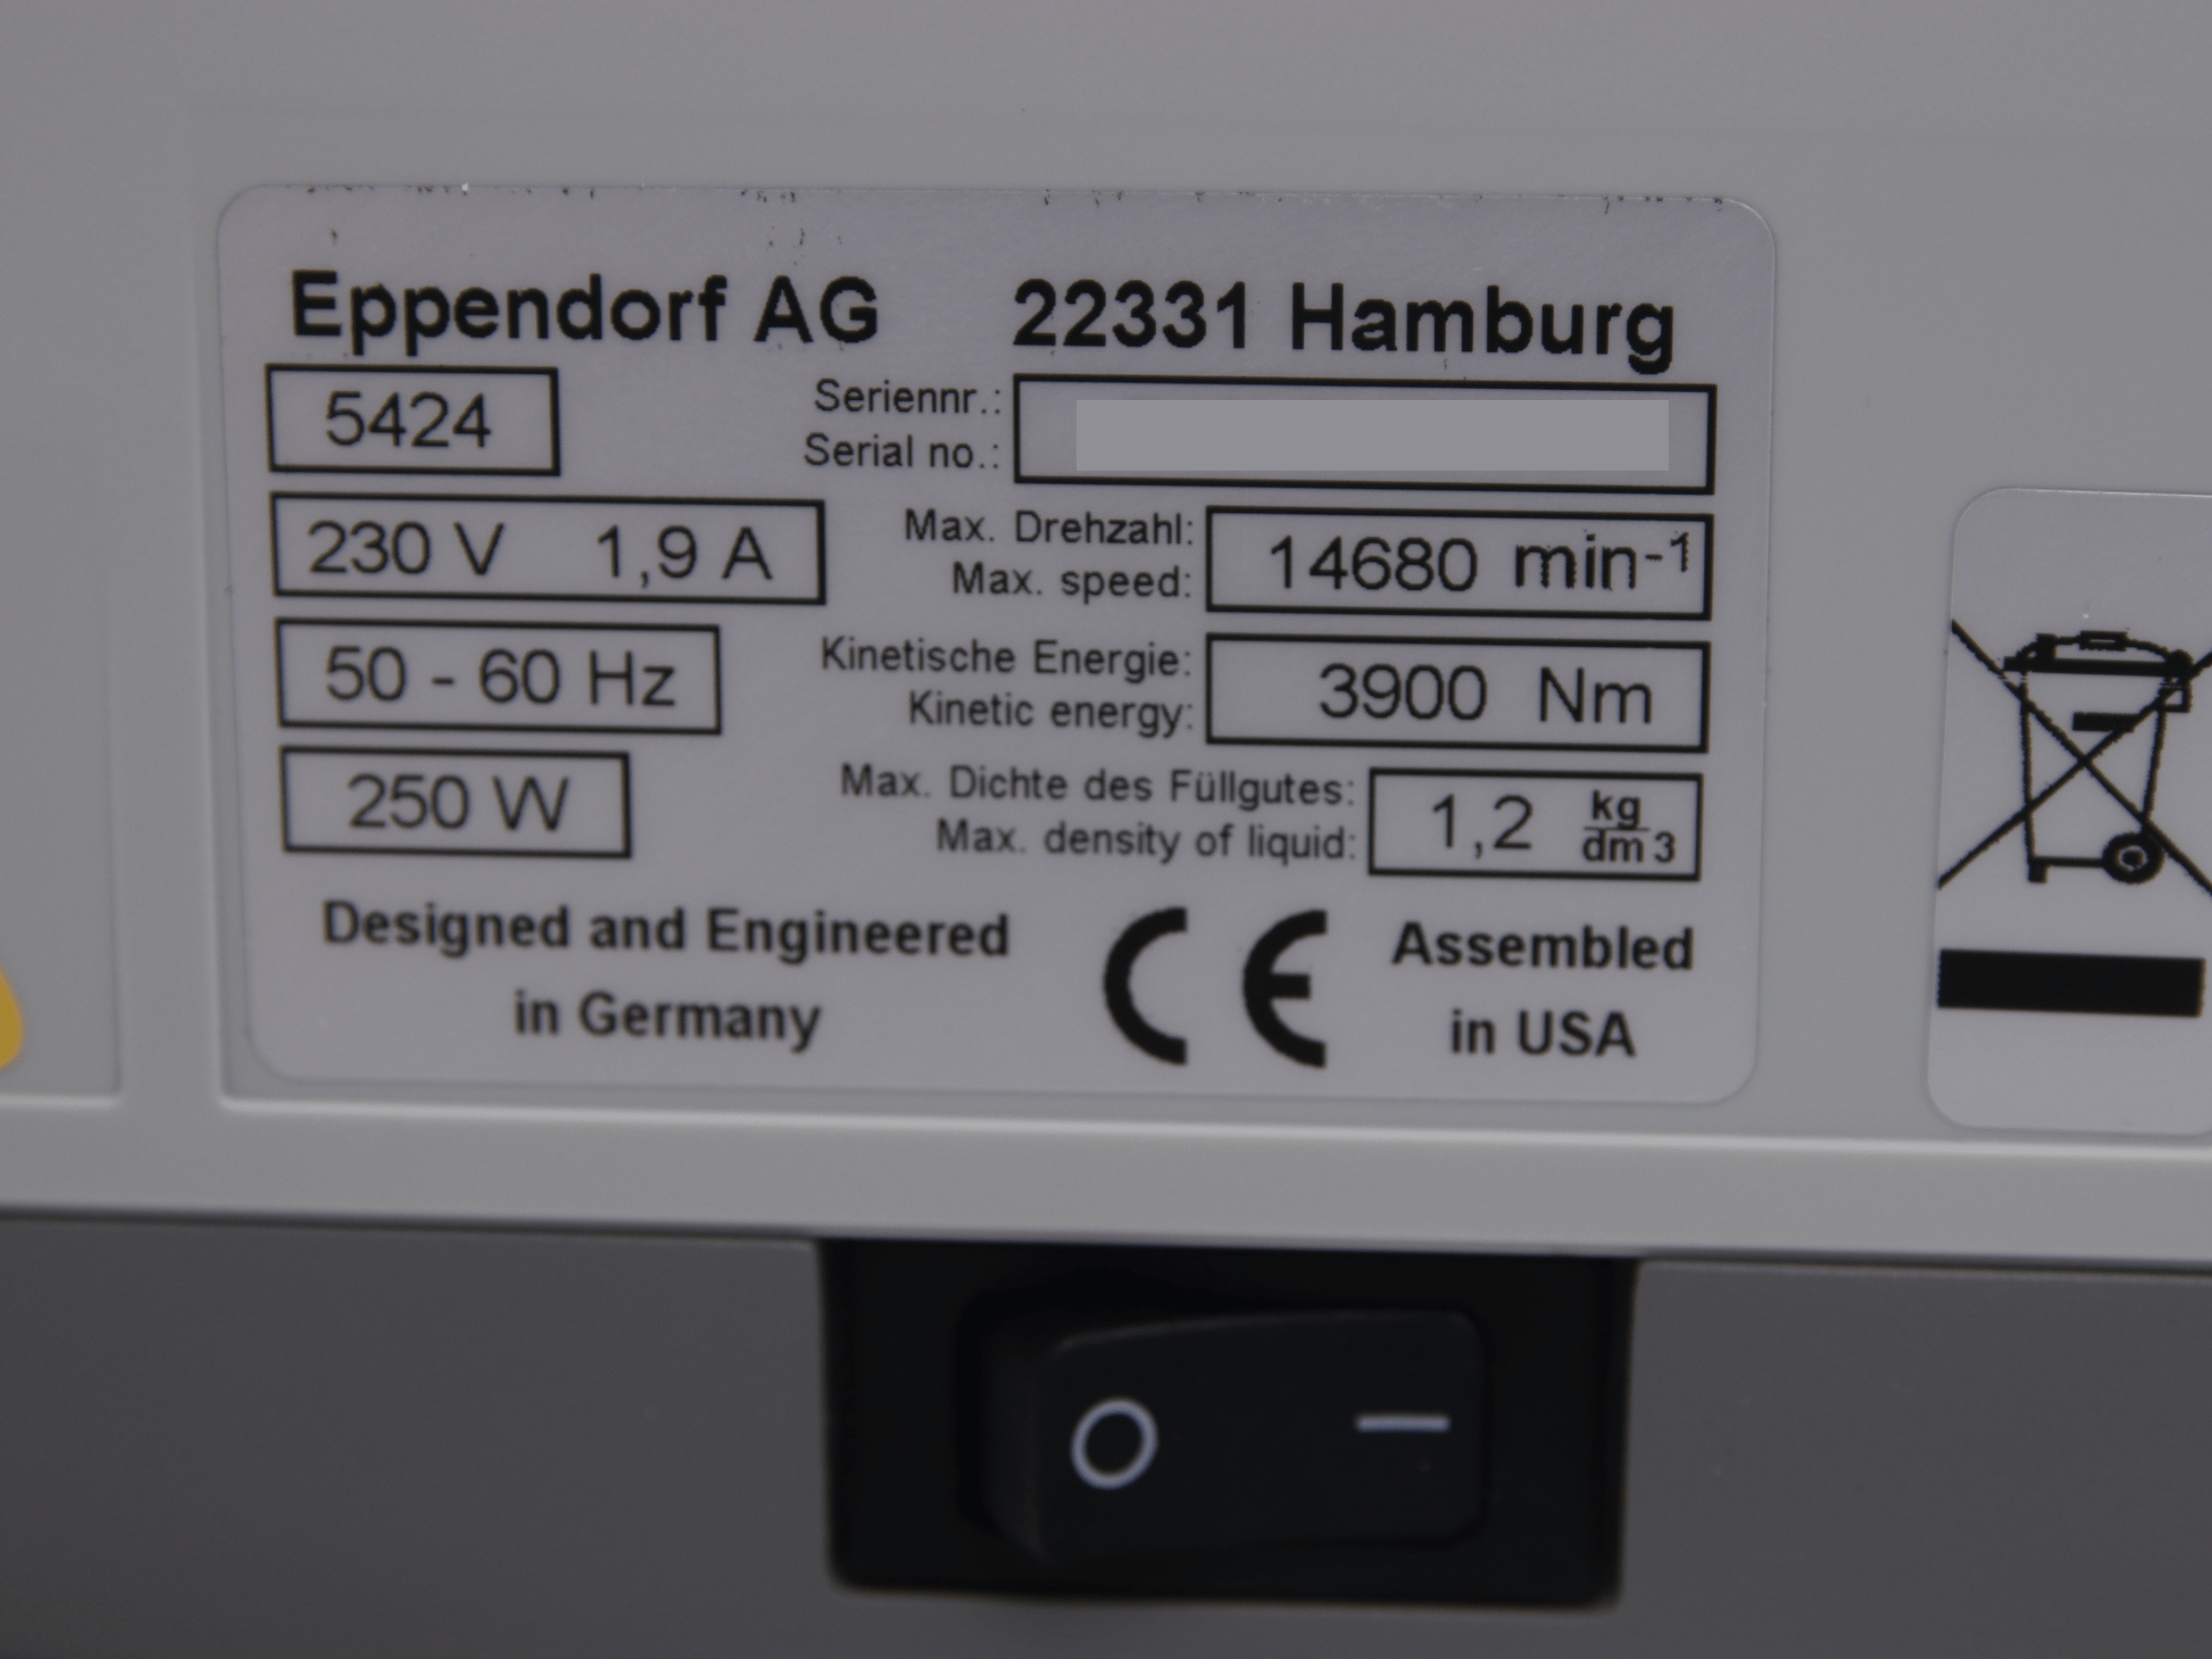 Eppendorf AG 22331 Hamburg
5424
Seriennr.:
Serial no.:
230 V 1,9 A
Max. Drehzahl:
Max. speed:
14680 min-1
50 - 60 Hz
Kinetische Energie:
Kinetic energy:
3900 Nm
250 W
Max. Dichte des Füllgutes:
Max. density of liquid:
1,2 kg
dm 3
Designed and Engineered
in Germany
CE
Assembled
in USA
O I